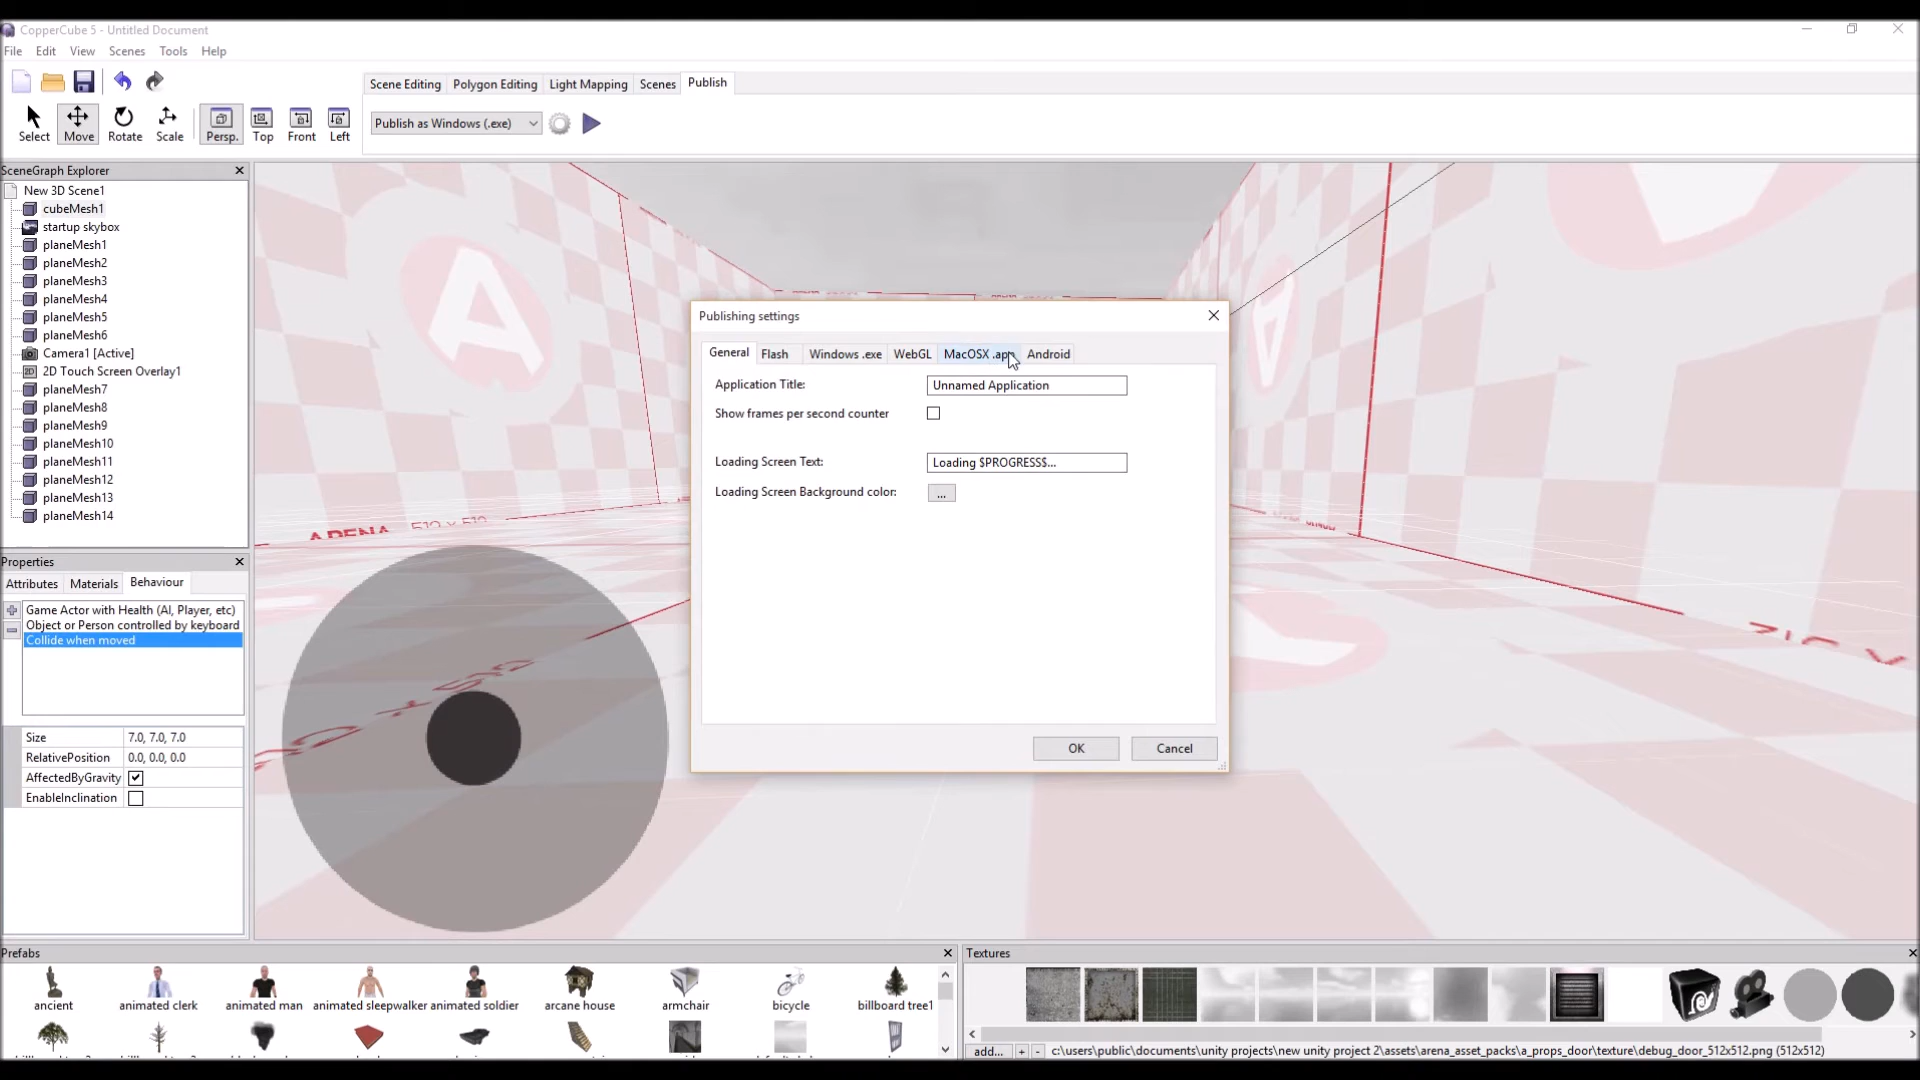 CopperCube 5 - Untitled Document
File Edit View Scenes Tools Help
Scene Editing Polygon Editing Light Mapping Scenes Publish
Select Move Rotate Scale Persp. Top Front Left
Publish as Windows (.exe)
SceneGraph Explorer
New 3D Scene1
cubeMesh1
startup skybox
planeMesh1
planeMesh2
planeMesh3
planeMesh4
planeMesh5
planeMesh6
Camera1 [Active]
2D Touch Screen Overlay1
planeMesh7
planeMesh8
planeMesh9
planeMesh10
planeMesh11
planeMesh12
planeMesh13
planeMesh14
A
A
ARENA 512 x 512
Publishing settings
General Flash Windows .exe WebGL MacOSX .app Android
Application Title: Unnamed Application
Show frames per second counter
Loading Screen Text: Loading $PROGRESS$...
Loading Screen Background color: ...
OK Cancel
Properties
Attributes Materials Behaviour
Game Actor with Health (AI, Player, etc)
Object or Person controlled by keyboard
Collide when moved
Size 7.0, 7.0, 7.0
RelativePosition 0.0, 0.0, 0.0
AffectedByGravity
EnableInclination
Prefabs
ancient animated clerk animated man animated sleepwalker animated soldier arcane house armchair bicycle billboard tree1
Textures
add... + - c:\users\public\documents\unity projects\new unity project 2\assets\arena_asset_packs\a_props_door\texture\debug_door_512x512.png (512x512)